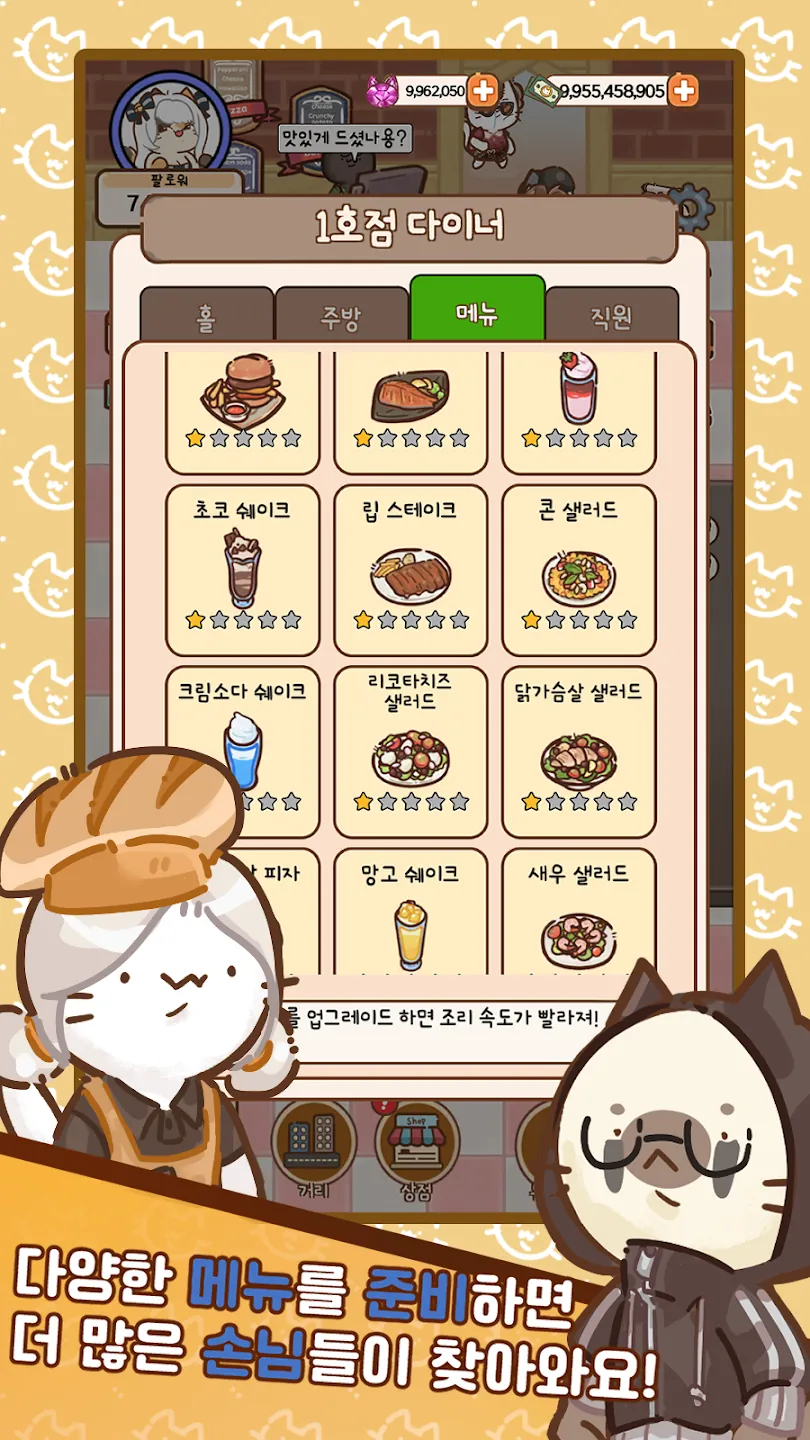 9,962,050
9,955,458,905
맛있게 드셨나용?
팔로워
7
1호점 다이너
홀
주방
메뉴
직원
초코 쉐이크
립 스테이크
콘 샐러드
크림소다 쉐이크
리코타치즈
샐러드
닭가슴살 샐러드
피자
망고 쉐이크
새우 샐러드
를 업그레이드 하면 조리 속도가 빨라져!
Shop
거리
상점
다양한 메뉴를 준비하면
더 많은 손님들이 찾아와요!